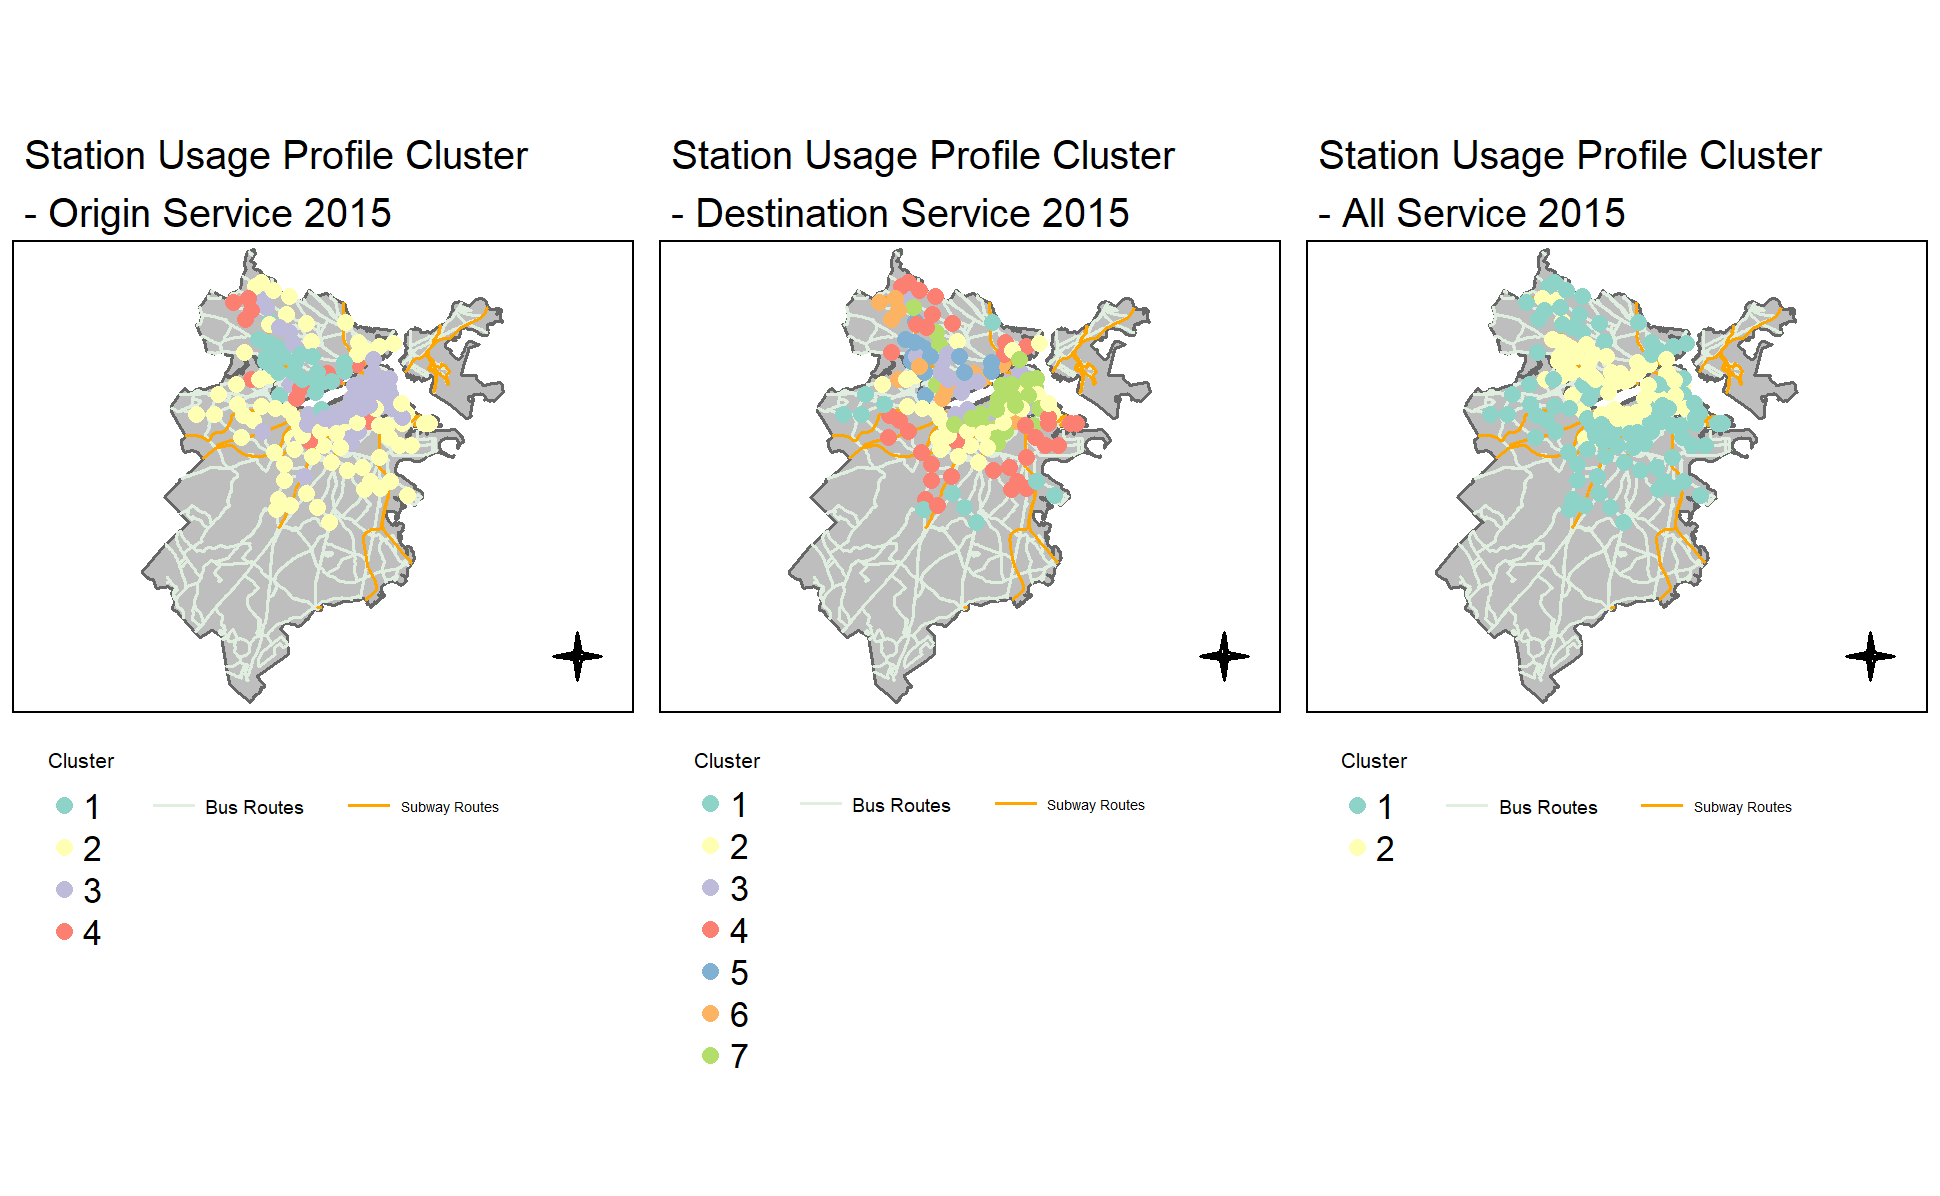 Station Usage Profile Cluster
- Origin Service 2015
Cluster
1
2
3
4
Bus Routes
Subway Routes
Station Usage Profile Cluster
- Destination Service 2015
Cluster
1
2
3
4
5
6
7
Bus Routes
Subway Routes
Station Usage Profile Cluster
- All Service 2015
Cluster
1
2
Bus Routes
Subway Routes